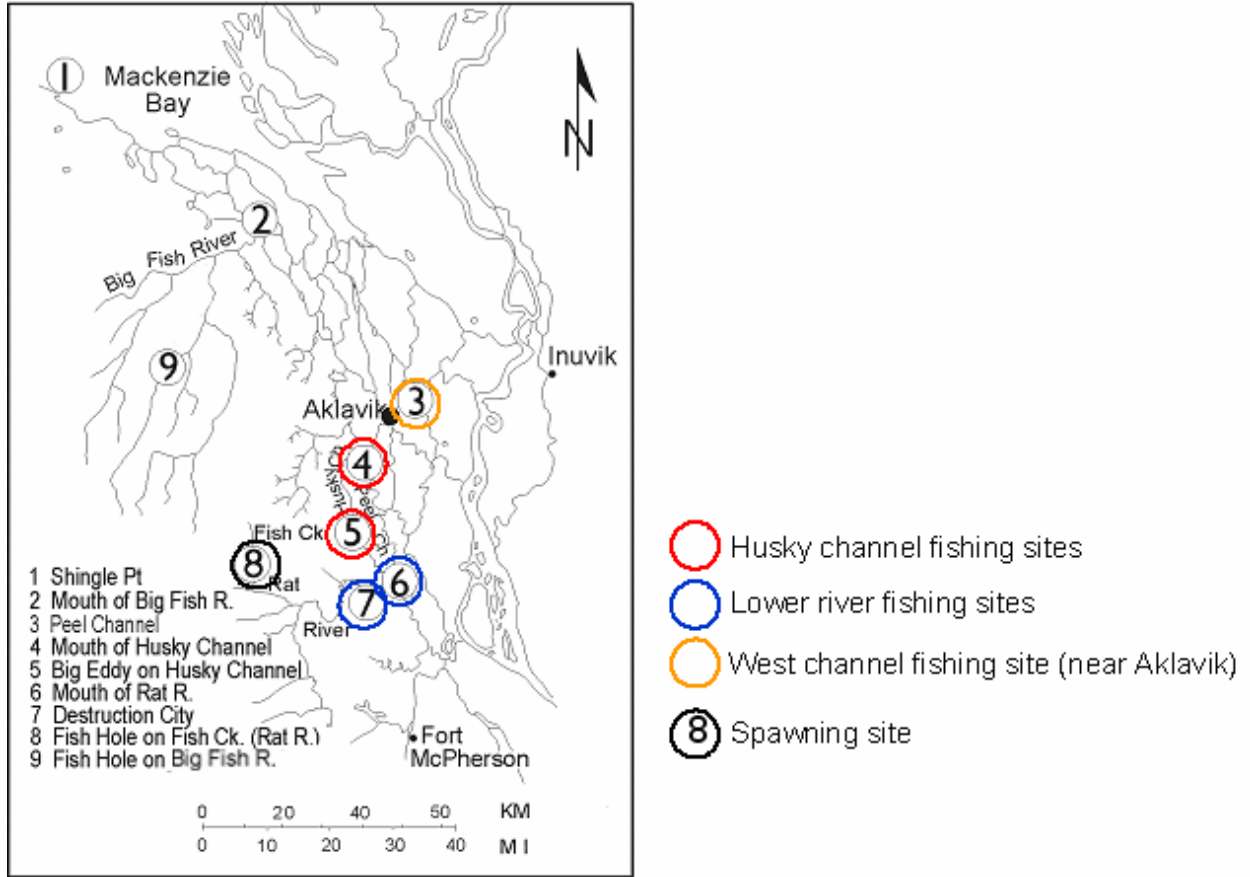 1
Mackenzie
Bay
N
2
Big Fish River
9
Inuvik
3
Aklavik
4
Husky Ch
Peel Ch
Fish Ck
5
8
6
Rat
7
River
1 Shingle Pt
2 Mouth of Big Fish R.
3 Peel Channel
4 Mouth of Husky Channel
5 Big Eddy on Husky Channel
6 Mouth of Rat R.
7 Destruction City
8 Fish Hole on Fish Ck. (Rat R.)
9 Fish Hole on Big Fish R.
Fort
McPherson
0 20 40 50 KM
0 10 20 30 40 MI
Husky channel fishing sites
Lower river fishing sites
West channel fishing site (near Aklavik)
8 Spawning site